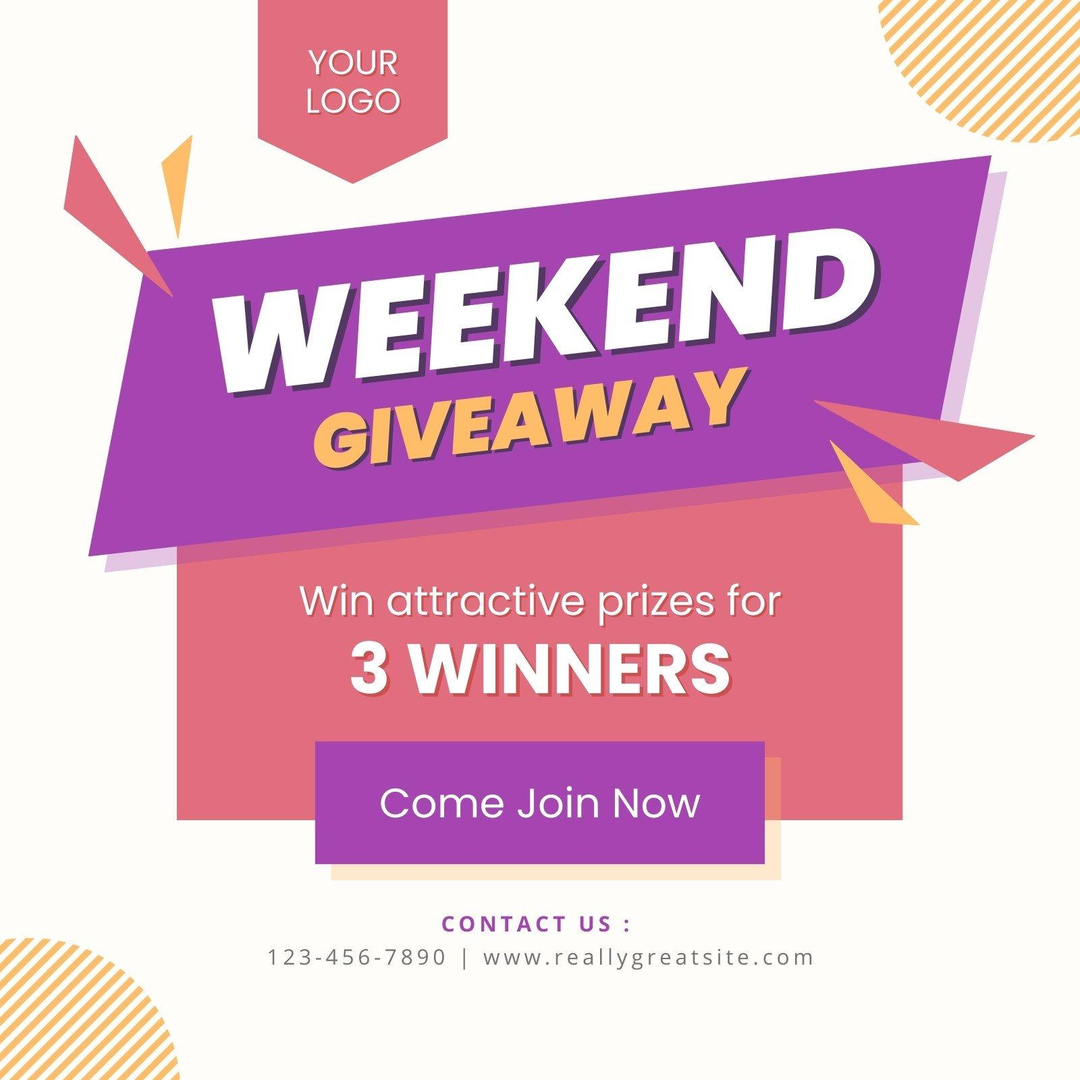 YOUR
LOGO
WEEKEND
GIVEAWAY
Win attractive prizes for
3 WINNERS
Come Join Now
CONTACT US :
123-456-7890 | www.reallygreatsite.com